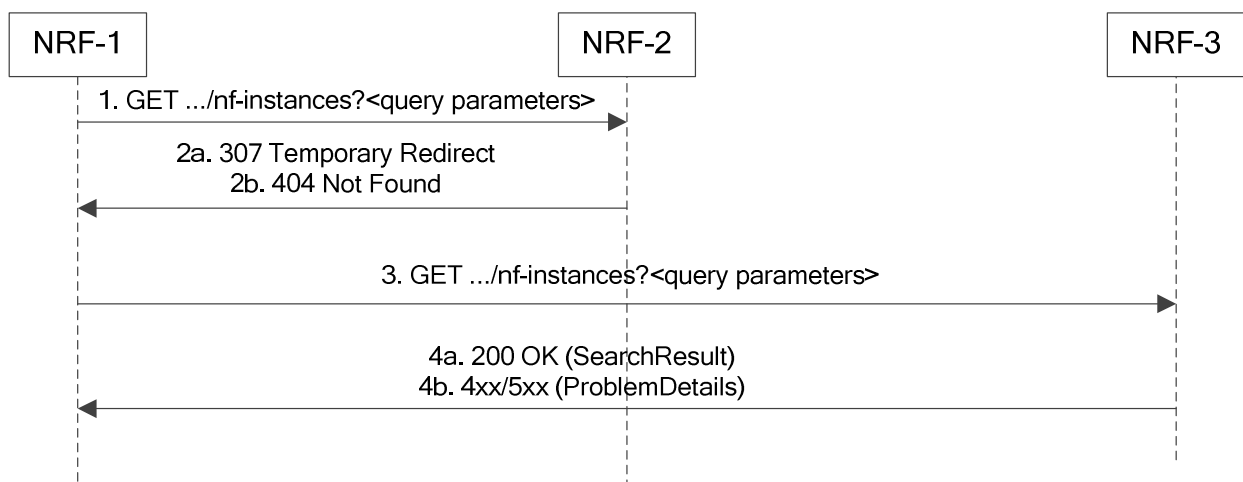 NRF-1
NRF-2
NRF-3
1. GET .../nf-instances?<query parameters>
2a. 307 Temporary Redirect
2b. 404 Not Found
3. GET .../nf-instances?<query parameters>
4a. 200 OK (SearchResult)
4b. 4xx/5xx (ProblemDetails)